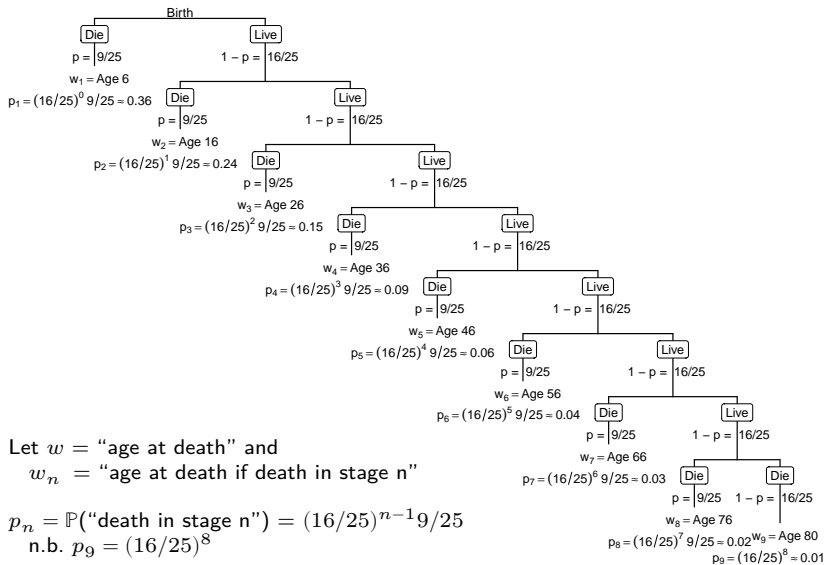 Birth
Die Live
p = 9/25 1 − p = 16/25
w₁ = Age 6
p₁ = (16/25)⁰ 9/25 ≈ 0.36
Die Live
p = 9/25 1 − p = 16/25
w₂ = Age 16
p₂ = (16/25)¹ 9/25 ≈ 0.24
Die Live
p = 9/25 1 − p = 16/25
w₃ = Age 26
p₃ = (16/25)² 9/25 ≈ 0.15
Die Live
p = 9/25 1 − p = 16/25
w₄ = Age 36
p₄ = (16/25)³ 9/25 ≈ 0.09
Die Live
p = 9/25 1 − p = 16/25
w₅ = Age 46
p₅ = (16/25)⁴ 9/25 ≈ 0.06
Die Live
p = 9/25 1 − p = 16/25
w₆ = Age 56
p₆ = (16/25)⁵ 9/25 ≈ 0.04
Die Live
p = 9/25 1 − p = 16/25
w₇ = Age 66
p₇ = (16/25)⁶ 9/25 ≈ 0.03
Die Die
p = 9/25 1 − p = 16/25
w₈ = Age 76
p₈ = (16/25)⁷ 9/25 ≈ 0.02
w₉ = Age 80
p₉ = (16/25)⁸ ≈ 0.01
Let w = “age at death” and
wₙ = “age at death if death in stage n”
pₙ = ℙ(“death in stage n”) = (16/25)ⁿ⁻¹9/25
n.b. p₉ = (16/25)⁸